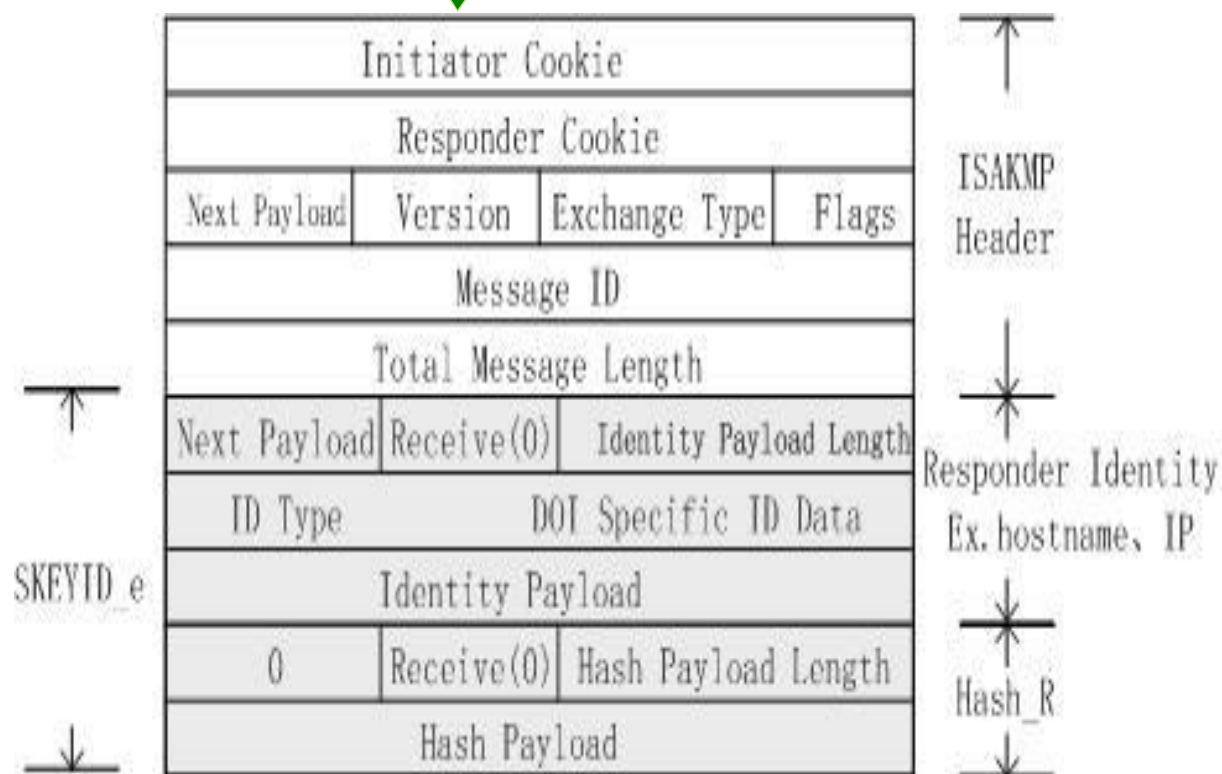 Initiator Cookie
Responder Cookie
Next Payload Version Exchange Type Flags
Message ID
Total Message Length
Next Payload Receive(0) Identity Payload Length
ID Type DOI Specific ID Data
Identity Payload
0 Receive(0) Hash Payload Length
Hash Payload
SKEYID_e
ISAKMP
Header
Responder Identity
Ex.hostname、IP
Hash_R